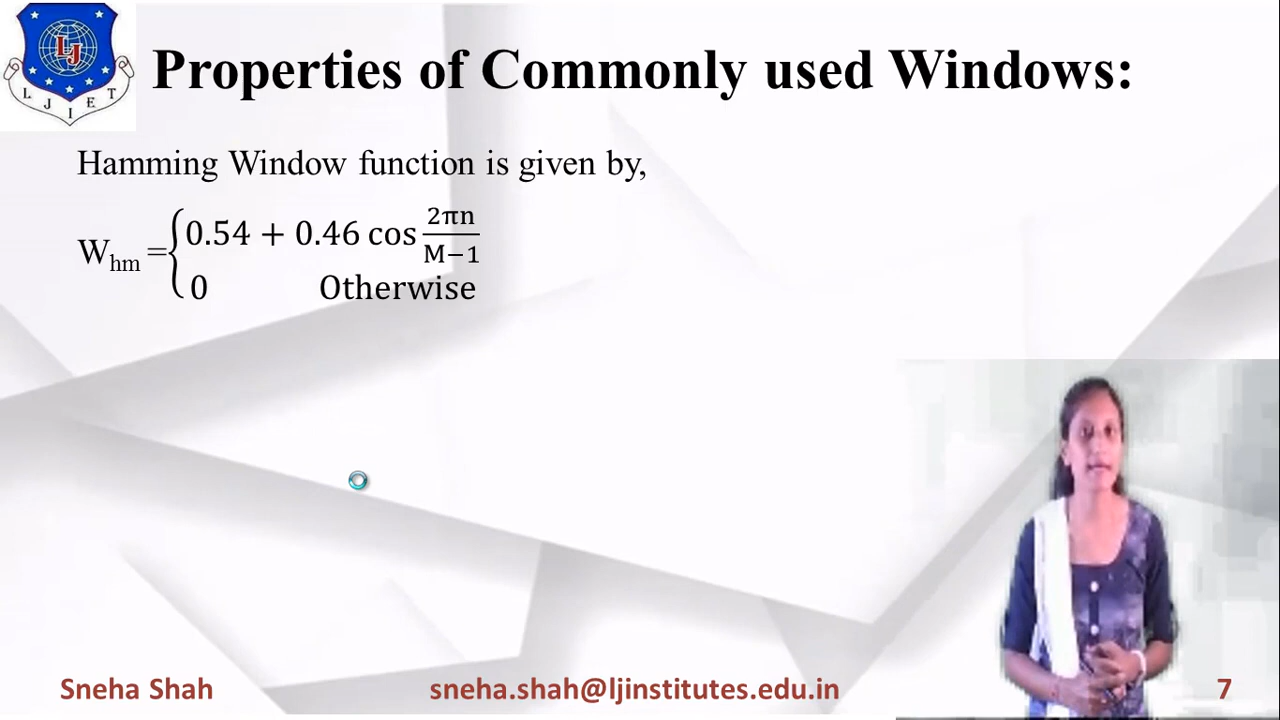 LJ
L J I E T
Properties of Commonly used Windows:
Hamming Window function is given by,
W_hm = { 0.54 + 0.46 cos 2πn/(M−1)
0 Otherwise
Sneha Shah sneha.shah@ljinstitutes.edu.in 7